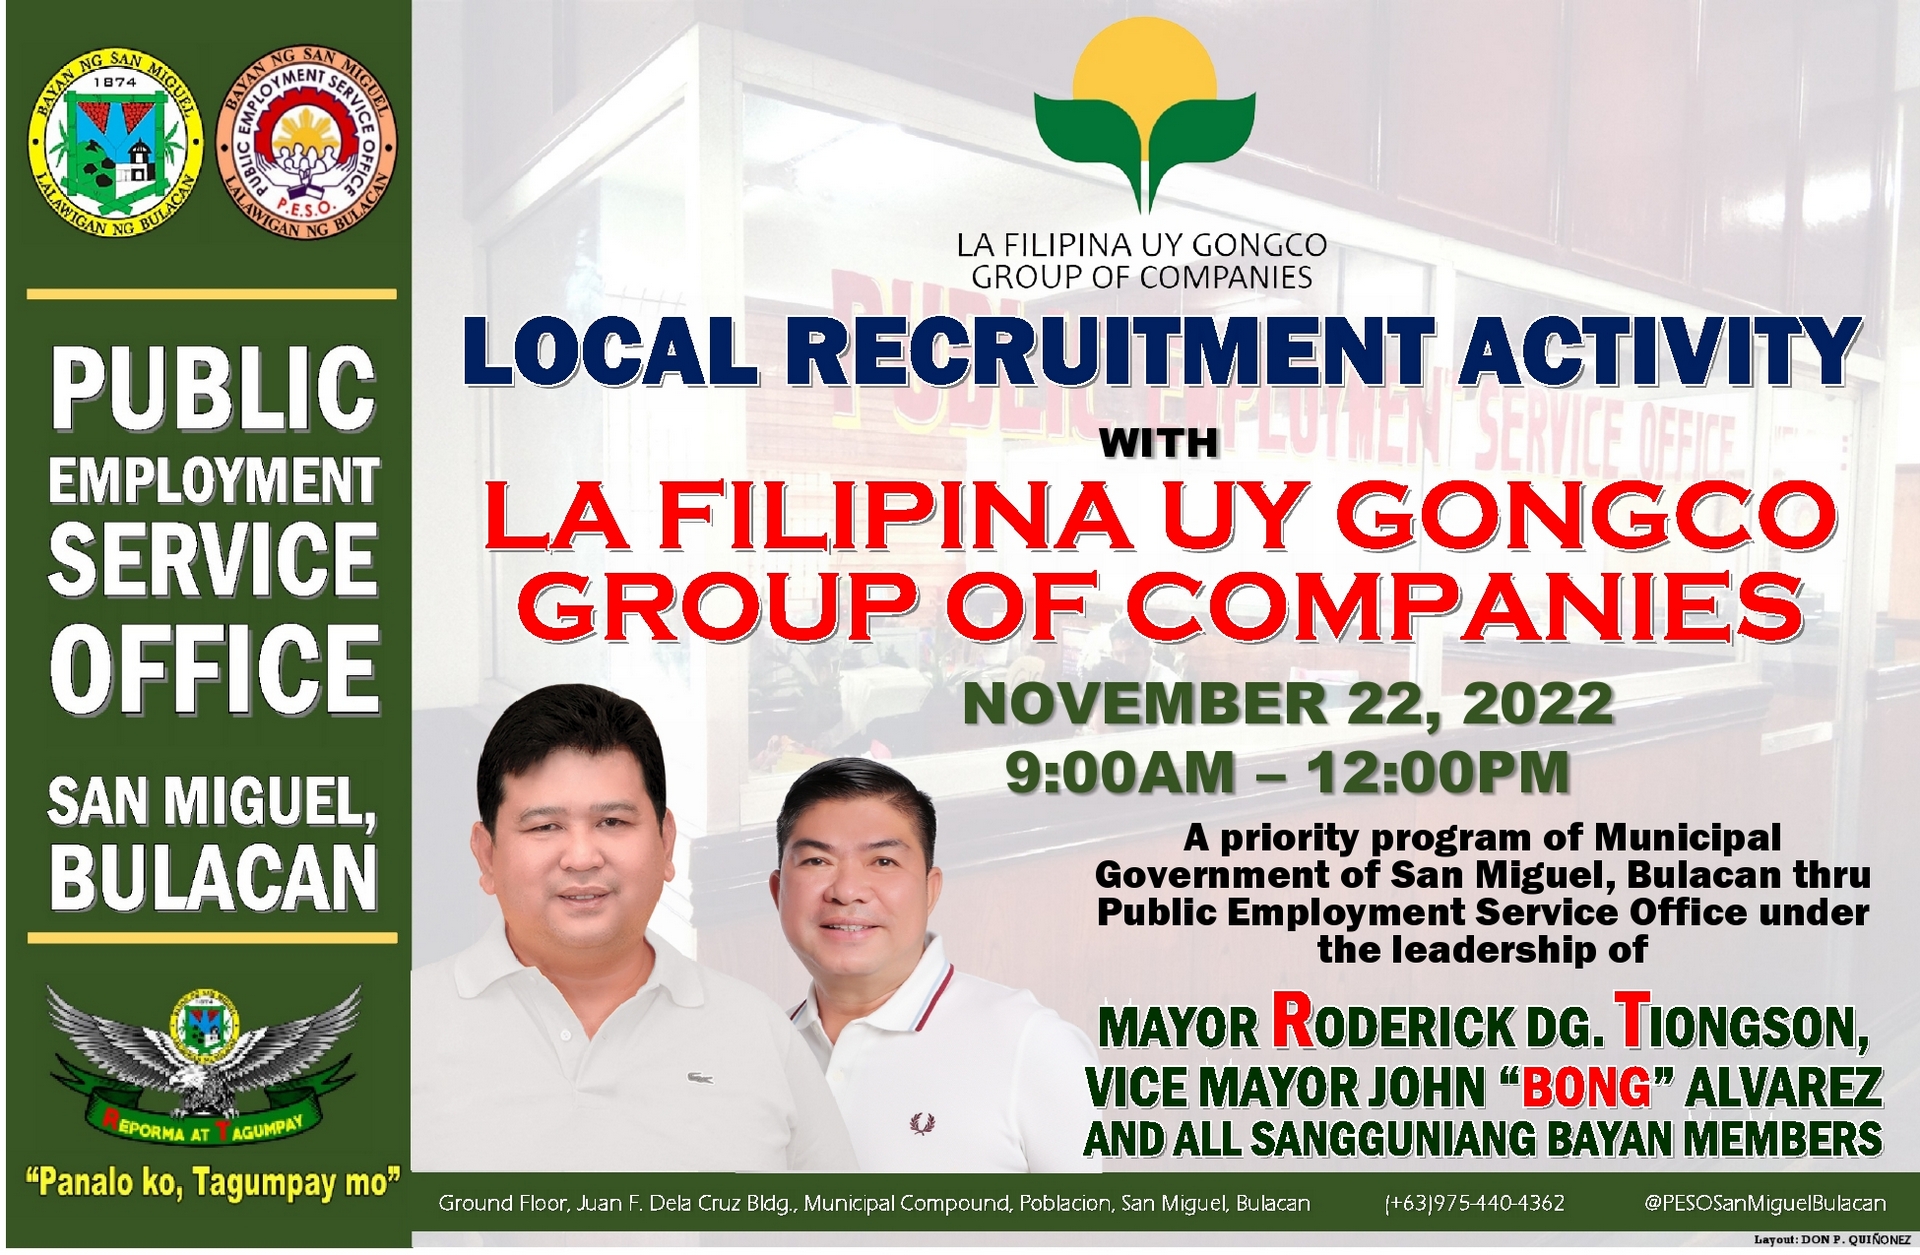 BAYAN NG SAN MIGUEL
1874
LALAWIGAN NG BULACAN
BAYAN NG SAN MIGUEL
PUBLIC EMPLOYMENT SERVICE OFFICE
P.E.S.O.
LALAWIGAN NG BULACAN
PUBLIC
EMPLOYMENT
SERVICE
OFFICE
SAN MIGUEL,
BULACAN
REPORMA AT TAGUMPAY
“Panalo ko, Tagumpay mo”
LA FILIPINA UY GONGCO
GROUP OF COMPANIES
LOCAL RECRUITMENT ACTIVITY
PUBLIC EMPLOYMENT SERVICE OFFICE
WITH
LA FILIPINA UY GONGCO
GROUP OF COMPANIES
NOVEMBER 22, 2022
9:00AM – 12:00PM
A priority program of Municipal
Government of San Miguel, Bulacan thru
Public Employment Service Office under
the leadership of
MAYOR RODERICK DG. TIONGSON,
VICE MAYOR JOHN “BONG” ALVAREZ
AND ALL SANGGUNIANG BAYAN MEMBERS
Ground Floor, Juan F. Dela Cruz Bldg., Municipal Compound, Poblacion, San Miguel, Bulacan (+63)975-440-4362 @PESOSanMiguelBulacan
Layout: DON P. QUIÑONEZ